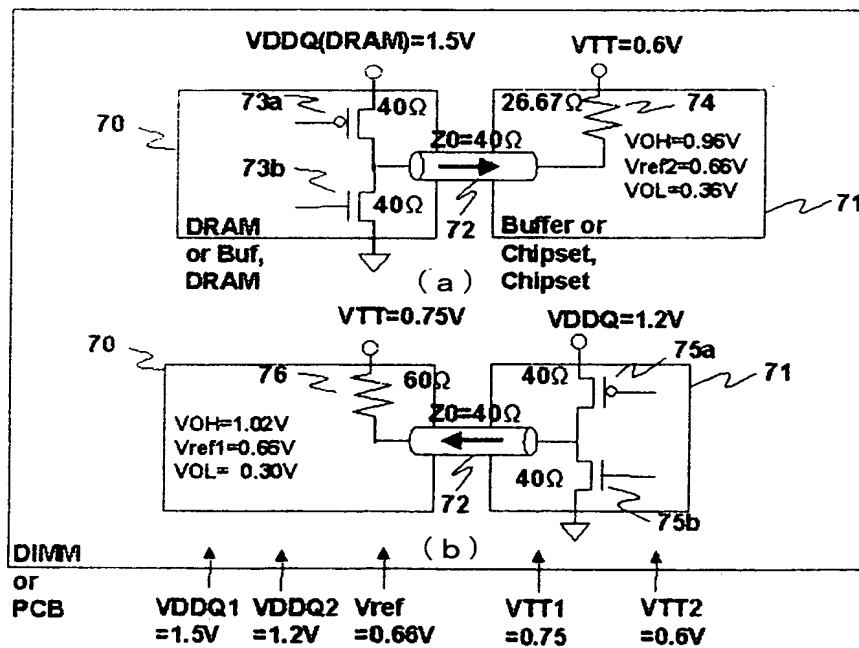 VDDQ(DRAM)=1.5V
VTT=0.6V
73a
40Ω
26.67Ω
74
70
Z0=40Ω
VOH=0.96V
Vref2=0.66V
VOL=0.36V
73b
40Ω
72
71
DRAM
or Buf,
DRAM
Buffer or
Chipset,
Chipset
(a)
VTT=0.75V
VDDQ=1.2V
70
76
60Ω
40Ω
75a
71
Z0=40Ω
VOH=1.02V
Vref1=0.66V
VOL= 0.30V
40Ω
72
75b
(b)
DIMM
or
PCB
VDDQ1
=1.5V
VDDQ2
=1.2V
Vref
=0.66V
VTT1
=0.75
VTT2
=0.6V